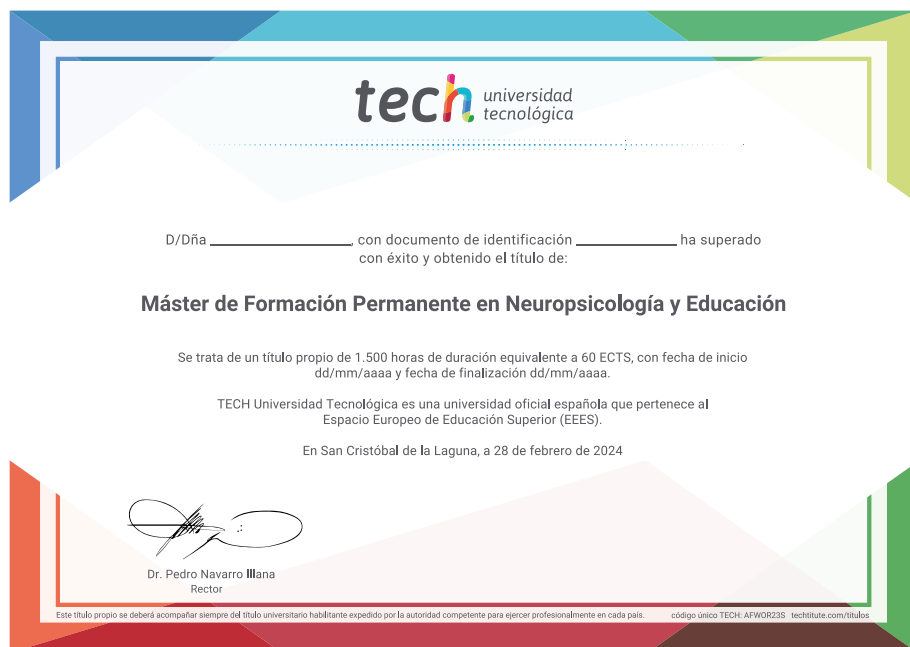 tech universidad
tecnológica
D/Dña ______________, con documento de identificación __________ ha superado
con éxito y obtenido el título de:
Máster de Formación Permanente en Neuropsicología y Educación
Se trata de un título propio de 1.500 horas de duración equivalente a 60 ECTS, con fecha de inicio
dd/mm/aaaa y fecha de finalización dd/mm/aaaa.
TECH Universidad Tecnológica es una universidad oficial española que pertenece al
Espacio Europeo de Educación Superior (EEES).
En San Cristóbal de la Laguna, a 28 de febrero de 2024
Dr. Pedro Navarro Illana
Rector
Este título propio se deberá acompañar siempre del título universitario habilitante expedido por la autoridad competente para ejercer profesionalmente en cada país. código único TECH: AFWOR23S techtitute.com/titulos